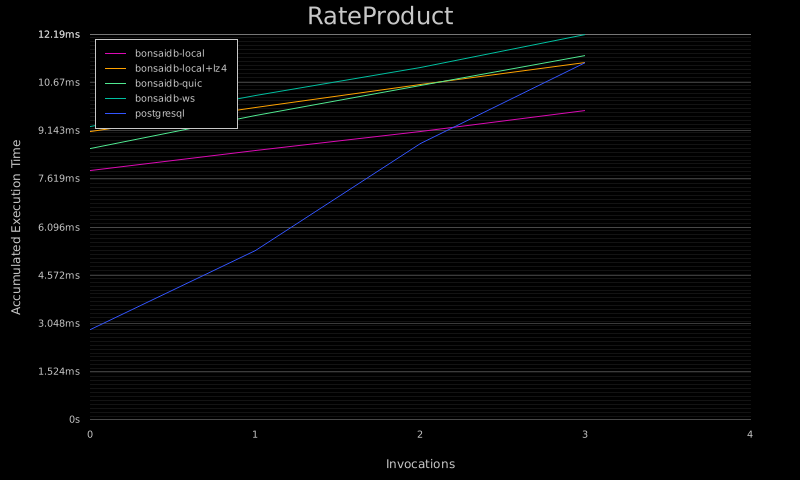 RateProduct
12.19ms
10.67ms
9.143ms
7.619ms
6.096ms
4.572ms
3.048ms
1.524ms
0s
Accumulated Execution Time
bonsaidb-local
bonsaidb-local+lz4
bonsaidb-quic
bonsaidb-ws
postgresql
0 1 2 3 4
Invocations